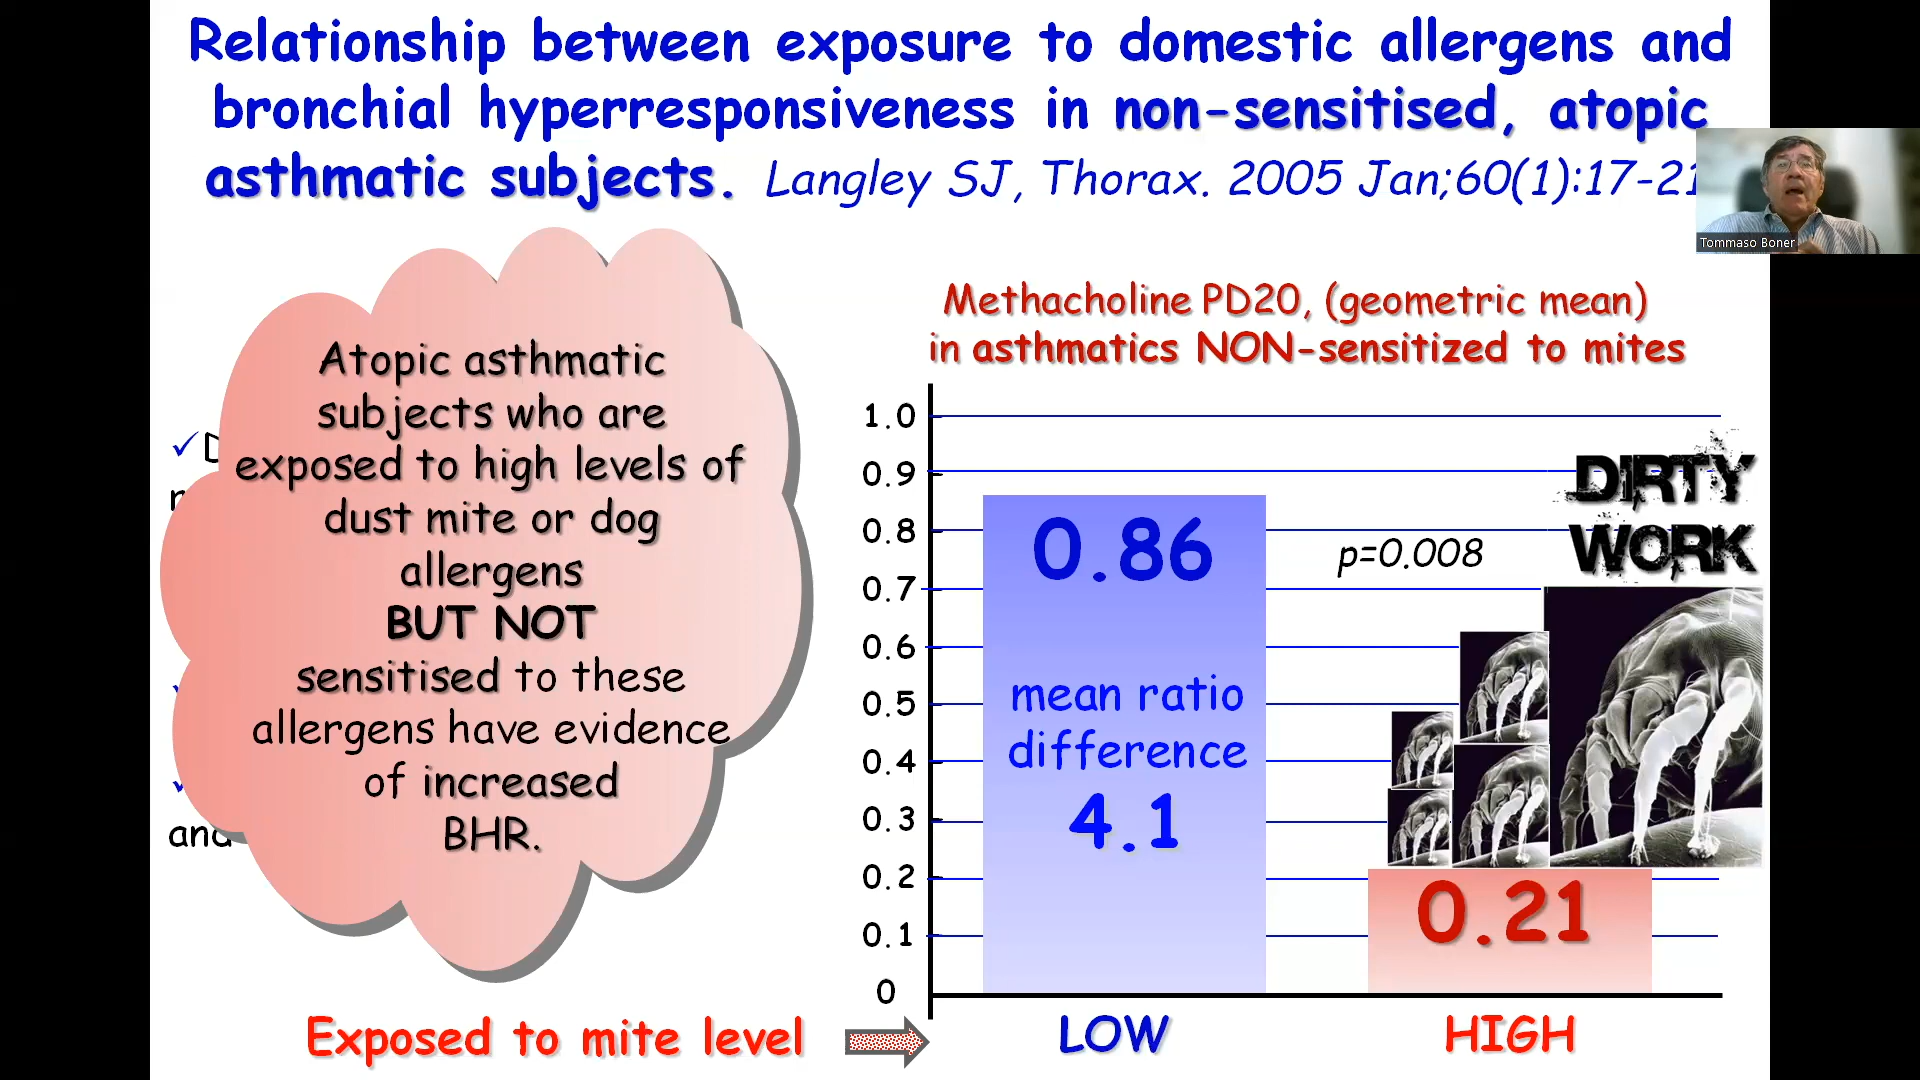 Relationship between exposure to domestic allergens and
bronchial hyperresponsiveness in non-sensitised, atopic
asthmatic subjects. Langley SJ, Thorax. 2005 Jan;60(1):17-21
Tommaso Boner
Atopic asthmatic
subjects who are
exposed to high levels of
dust mite or dog
allergens
BUT NOT
sensitised to these
allergens have evidence
of increased
BHR.
and
Methacholine PD20, (geometric mean)
in asthmatics NON-sensitized to mites
1.0
0.9
0.8
0.7
0.6
0.5
0.4
0.3
0.2
0.1
0
0.86
mean ratio
difference
4.1
p=0.008
DIRTY
WORK
0.21
Exposed to mite level
LOW
HIGH